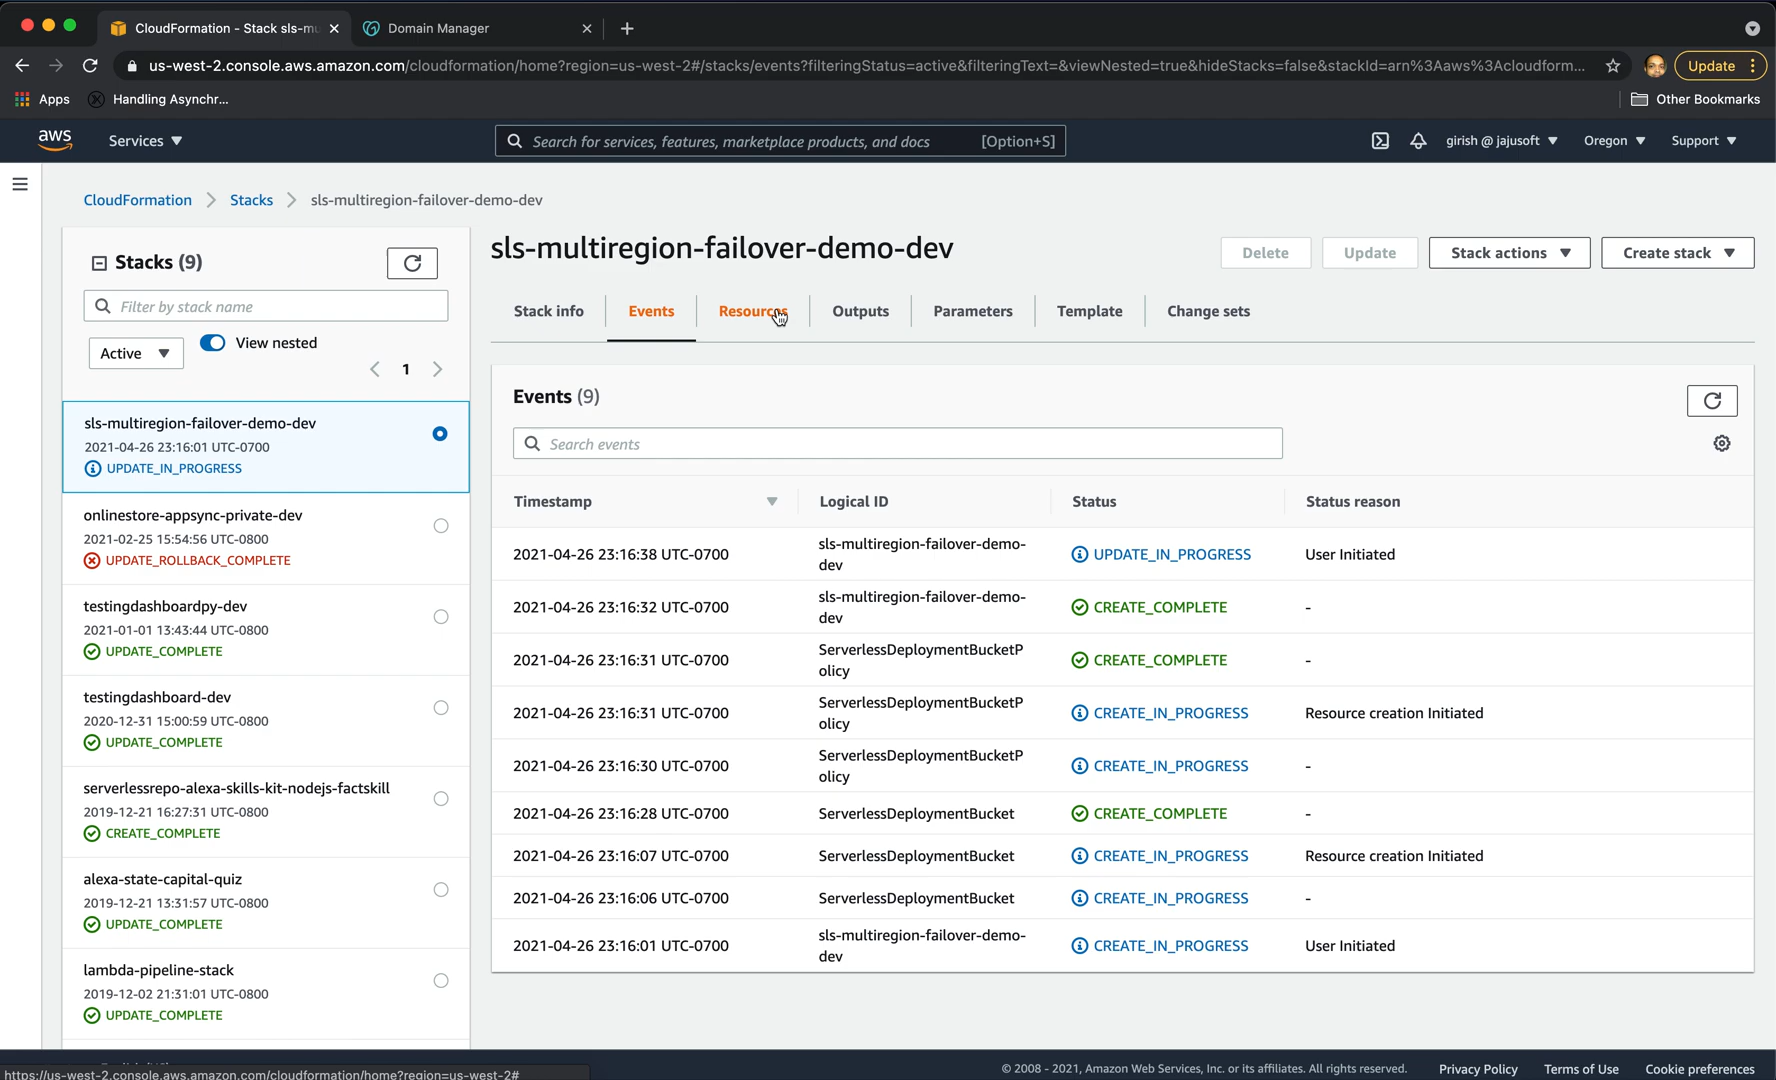 CloudFormation - Stack sls-mu
Domain Manager
us-west-2.console.aws.amazon.com/cloudformation/home?region=us-west-2#/stacks/events?filteringStatus=active&filteringText=&viewNested=true&hideStacks=false&stackId=arn%3Aaws%3Acloudform...
Update
Apps
Handling Asynchr...
Other Bookmarks
aws
Services
Search for services, features, marketplace products, and docs
[Option+S]
girish @ jajusoft
Oregon
Support
CloudFormation
Stacks
sls-multiregion-failover-demo-dev
Stacks (9)
Filter by stack name
Active
View nested
1
sls-multiregion-failover-demo-dev
2021-04-26 23:16:01 UTC-0700
UPDATE_IN_PROGRESS
onlinestore-appsync-private-dev
2021-02-25 15:54:56 UTC-0800
UPDATE_ROLLBACK_COMPLETE
testingdashboardpy-dev
2021-01-01 13:43:44 UTC-0800
UPDATE_COMPLETE
testingdashboard-dev
2020-12-31 15:00:59 UTC-0800
UPDATE_COMPLETE
serverlessrepo-alexa-skills-kit-nodejs-factskill
2019-12-21 16:27:31 UTC-0800
CREATE_COMPLETE
alexa-state-capital-quiz
2019-12-21 13:31:57 UTC-0800
UPDATE_COMPLETE
lambda-pipeline-stack
2019-12-02 21:31:01 UTC-0800
UPDATE_COMPLETE
sls-multiregion-failover-demo-dev
Delete
Update
Stack actions
Create stack
Stack info
Events
Resources
Outputs
Parameters
Template
Change sets
Events (9)
Search events
Timestamp
Logical ID
Status
Status reason
2021-04-26 23:16:38 UTC-0700
sls-multiregion-failover-demo-
dev
UPDATE_IN_PROGRESS
User Initiated
2021-04-26 23:16:32 UTC-0700
sls-multiregion-failover-demo-
dev
CREATE_COMPLETE
-
2021-04-26 23:16:31 UTC-0700
ServerlessDeploymentBucketP
olicy
CREATE_COMPLETE
-
2021-04-26 23:16:31 UTC-0700
ServerlessDeploymentBucketP
olicy
CREATE_IN_PROGRESS
Resource creation Initiated
2021-04-26 23:16:30 UTC-0700
ServerlessDeploymentBucketP
olicy
CREATE_IN_PROGRESS
-
2021-04-26 23:16:28 UTC-0700
ServerlessDeploymentBucket
CREATE_COMPLETE
-
2021-04-26 23:16:07 UTC-0700
ServerlessDeploymentBucket
CREATE_IN_PROGRESS
Resource creation Initiated
2021-04-26 23:16:06 UTC-0700
ServerlessDeploymentBucket
CREATE_IN_PROGRESS
-
2021-04-26 23:16:01 UTC-0700
sls-multiregion-failover-demo-
dev
CREATE_IN_PROGRESS
User Initiated
© 2008 - 2021, Amazon Web Services, Inc. or its affiliates. All rights reserved.
Privacy Policy
Terms of Use
Cookie preferences
https://us-west-2.console.aws.amazon.com/cloudformation/home?region=us-west-2#